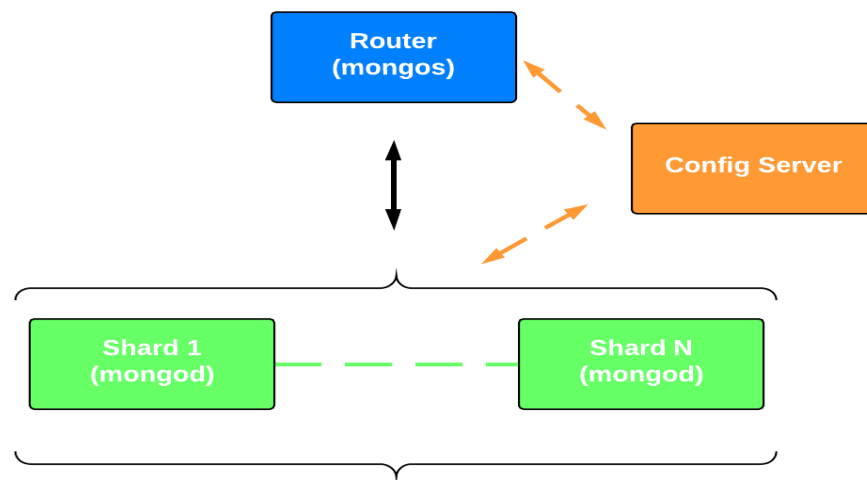 Router
(mongos)
Config Server
Shard 1
(mongod)
Shard N
(mongod)